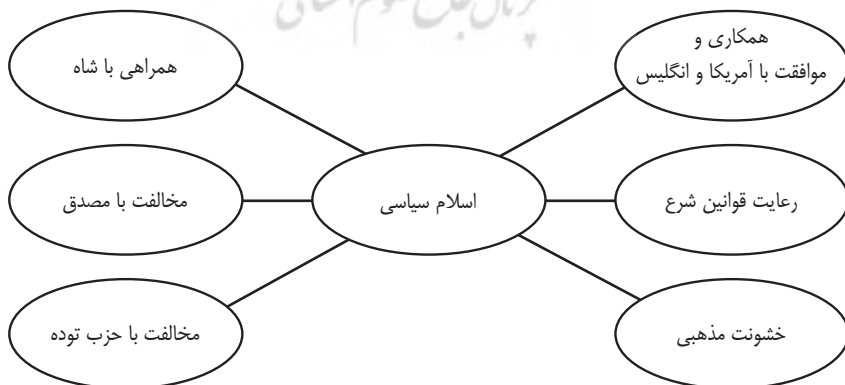 همکاری و
موافقت با آمریکا و انگلیس
همراهی با شاه
رعایت قوانین شرع
اسلام سیاسی
مخالفت با مصدق
خشونت مذهبی
مخالفت با حزب توده